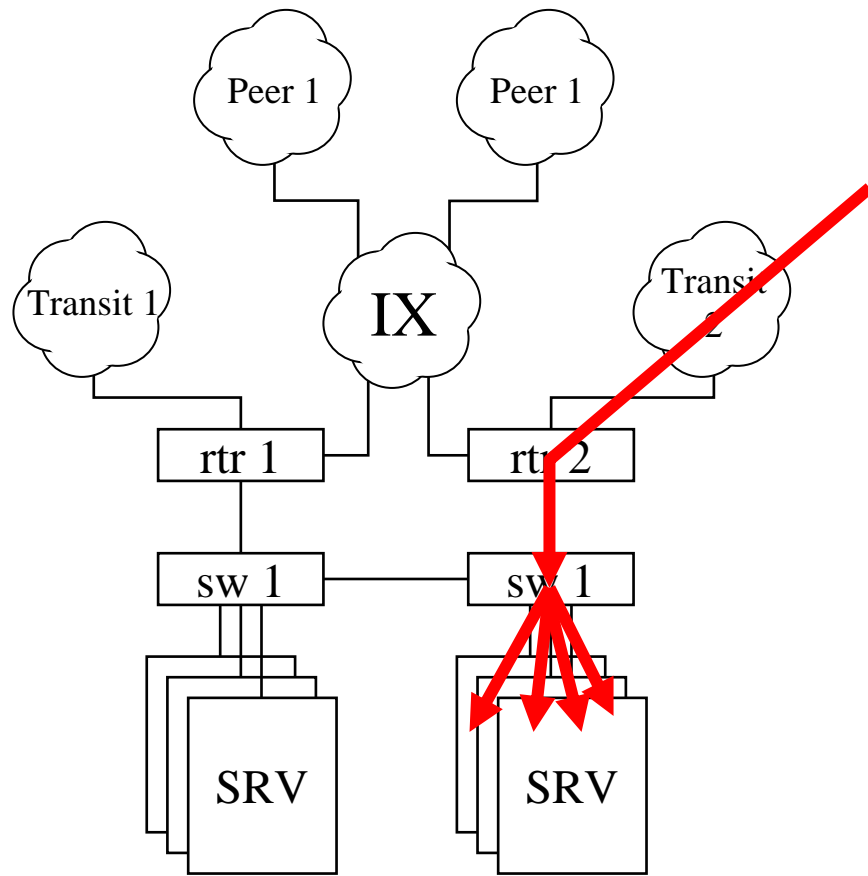 Peer 1
Peer 1
IX
Transit 1
Transit
2
rtr 1
rtr 2
sw 1
sw 1
SRV
SRV